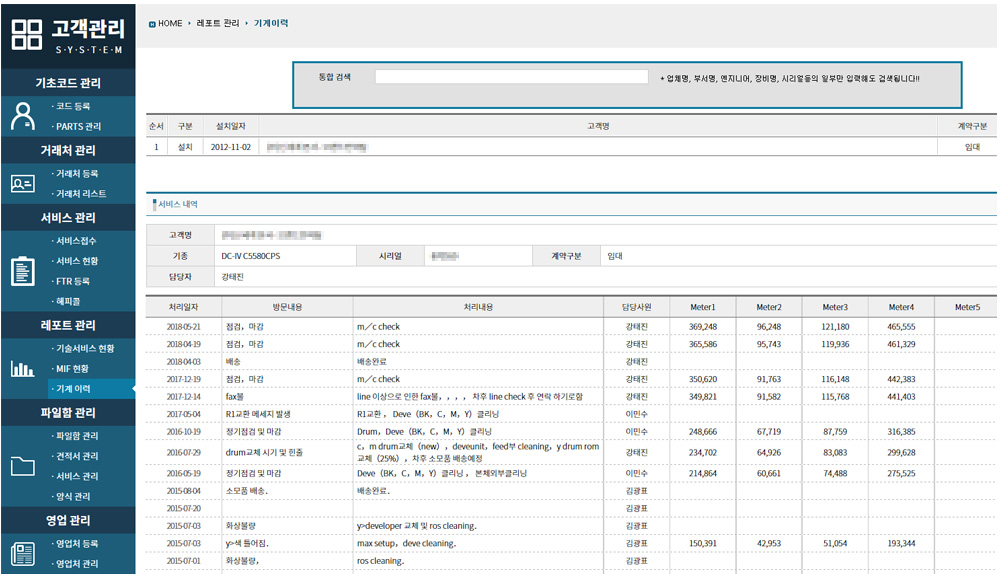 고객관리
S·Y·S·T·E·M
기초코드 관리
· 코드 등록
· PARTS 관리
거래처 관리
· 거래처 등록
· 거래처 리스트
서비스 관리
· 서비스접수
· 서비스 현황
· FTR 등록
· 해피콜
레포트 관리
· 기술서비스 현황
· MIF 현황
· 기계 이력
파일함 관리
· 파일함 관리
· 견적서 관리
· 서비스 관리
· 양식 관리
영업 관리
· 영업처 등록
· 영업처 관리
H HOME › 레포트 관리 › 기계이력
통합 검색 * 업체명, 부서명, 엔지니어, 장비명, 시리얼등의 일부만 입력해도 검색됩니다!!
순서 구분 설치일자 고객명 계약구분
1 설치 2012-11-02 임대
서비스 내역
고객명
기종 DC-IV C5580CPS 시리얼 계약구분 임대
담당자 강태진
처리일자 방문내용 처리내용 담당사원 Meter1 Meter2 Meter3 Meter4 Meter5
2018-05-21 점검, 마감 m／c check 강태진 369,248 96,248 121,180 465,555
2018-04-19 점검, 마감 m／c check 강태진 365,586 95,743 119,936 461,329
2018-04-03 배송 배송완료 강태진
2017-12-19 점검, 마감 m／c check 강태진 350,620 91,763 116,148 442,383
2017-12-14 fax불 line 이상으로 인한 fax불, , , , 차후 line check 후 연락 하기로함 강태진 349,821 91,582 115,768 441,403
2017-05-04 R1교환 메세지 발생 R1교환 , Deve（BK, C, M, Y）클리닝 이민수
2016-10-19 정기점검 및 마감 Drum, Deve（BK, C, M, Y）클리닝 이민수 248,666 67,719 87,759 316,385
2016-07-29 drum교체 시기 및 힌줄 c, m drum교체（new）, deveunit, feed부 cleaning, y drum rom 강태진 234,702 64,926 83,083 299,628
교체（25%）, 차후 소모품 배송예정
2016-05-19 정기점검 및 마감 Deve（BK, C, M, Y）클리닝 , 본체외부클리닝 이민수 214,864 60,661 74,488 275,525
2015-08-04 소모품 배송. 배송완료. 김광표
2015-07-20 김광표
2015-07-03 화상불량 y>developer 교체 및 ros cleaning. 김광표
2015-07-03 y>색 틀어짐. max setup, deve cleaning. 김광표 150,391 42,953 51,054 193,344
2015-07-01 화상불량, ros cleaning. 김광표